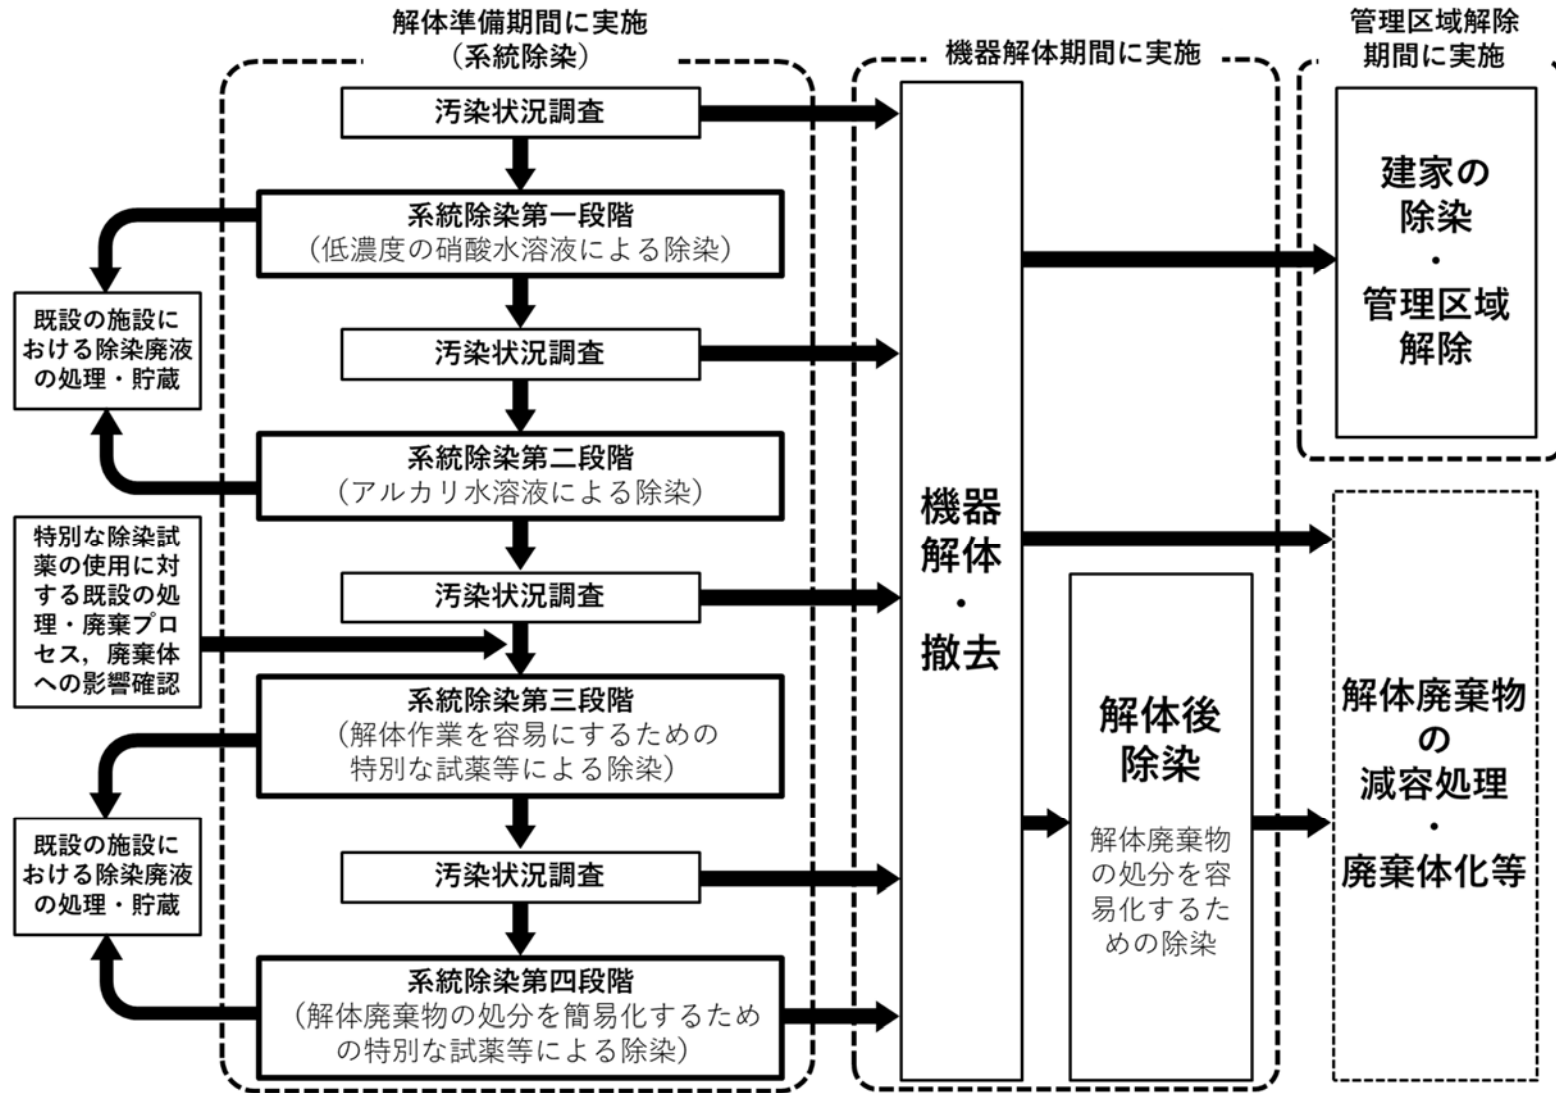 解体準備期間に実施
（系統除染）
汚染状況調査
系統除染第一段階
（低濃度の硝酸水溶液による除染）
汚染状況調査
系統除染第二段階
（アルカリ水溶液による除染）
汚染状況調査
系統除染第三段階
（解体作業を容易にするための
特別な試薬等による除染）
汚染状況調査
系統除染第四段階
（解体廃棄物の処分を簡易化するため
の特別な試薬等による除染）
既設の施設に
おける除染廃液
の処理・貯蔵
特別な除染試
薬の使用に対
する既設の処
理・廃棄プロ
セス，廃棄体
への影響確認
既設の施設に
おける除染廃液
の処理・貯蔵
機器解体期間に実施
機器
解体
・
撤去
解体後
除染
解体廃棄物
の処分を容
易化するた
めの除染
管理区域解除
期間に実施
建家の
除染
・
管理区域
解除
解体廃棄物
の
減容処理
・
廃棄体化等